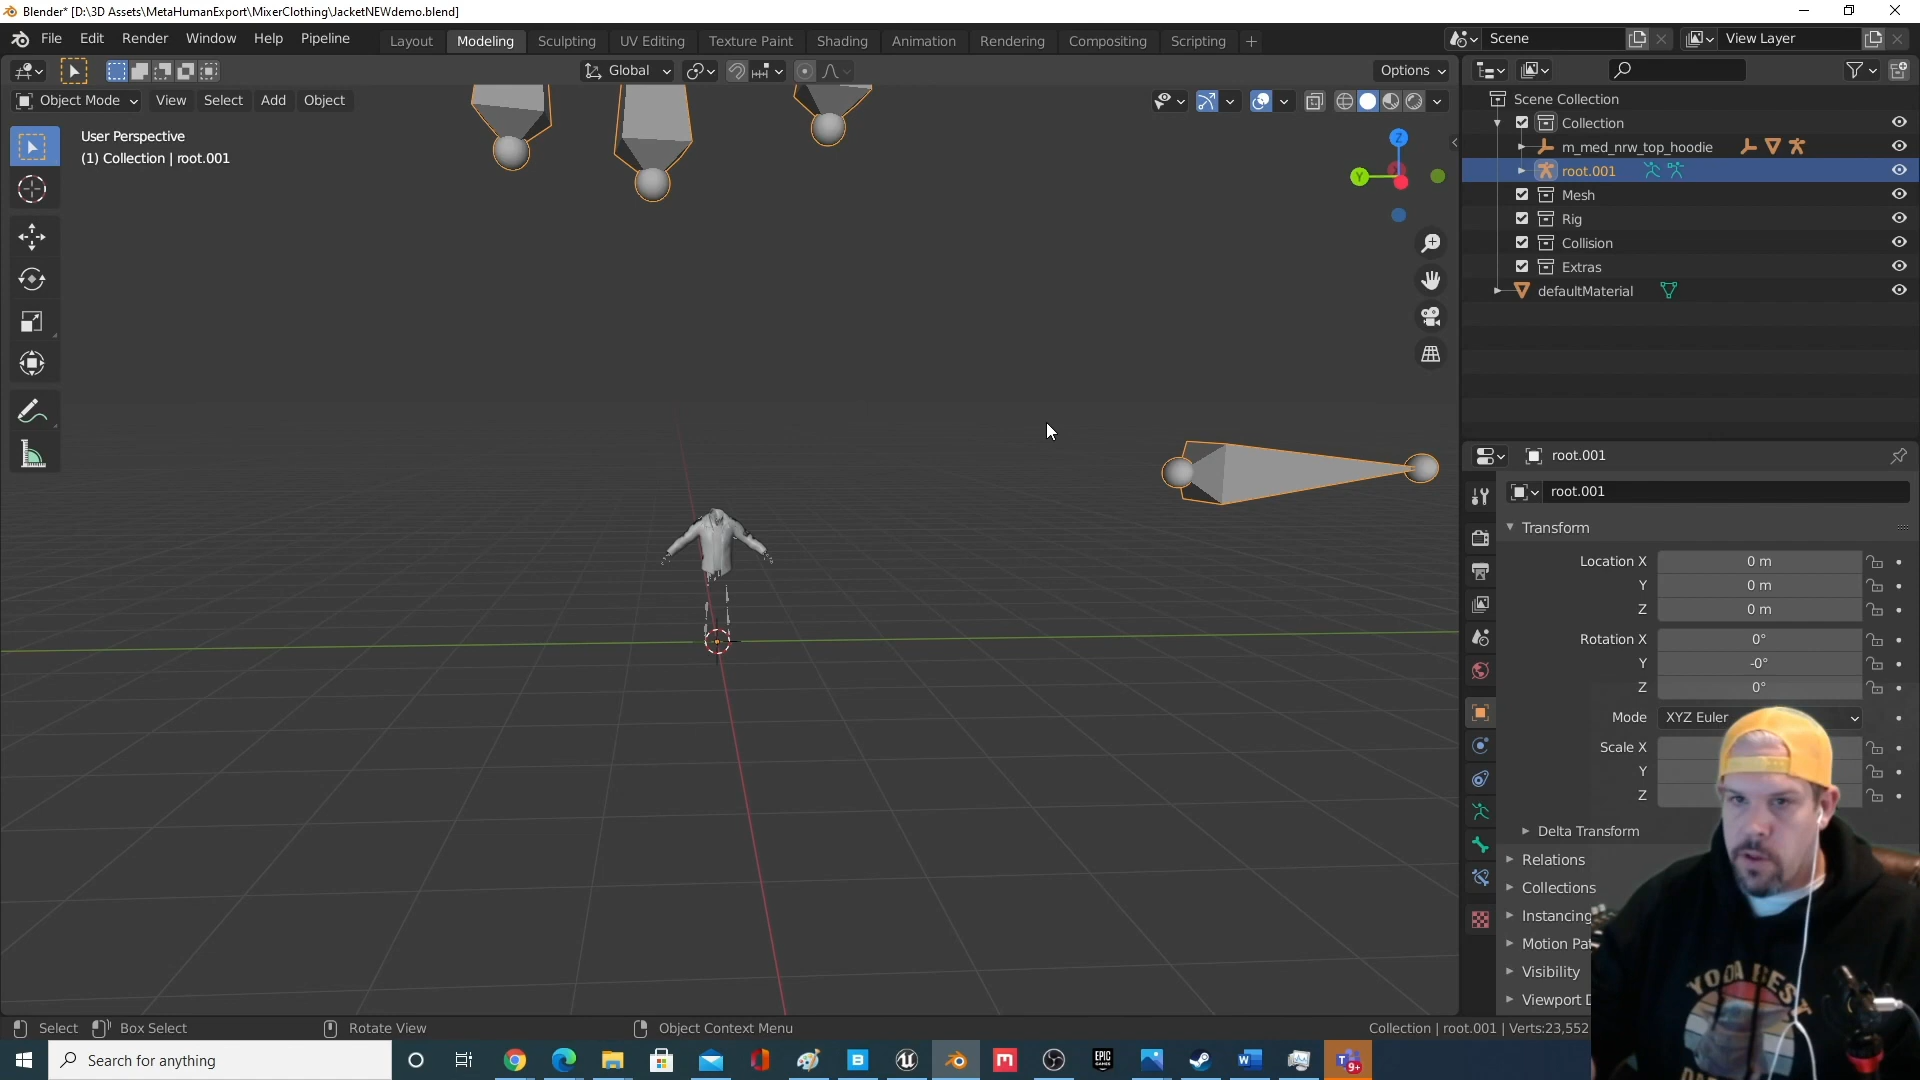 Blender* [D:\3D Assets\MetaHumanExport\MixerClothing\JacketNEWdemo.blend]
File Edit Render Window Help Pipeline
Layout Modeling Sculpting UV Editing Texture Paint Shading Animation Rendering Compositing Scripting +
Scene
View Layer
Global
Options
Object Mode View Select Add Object
User Perspective
(1) Collection | root.001
Z
Y
Scene Collection
Collection
m_med_nrw_top_hoodie
root.001
Mesh
Rig
Collision
Extras
defaultMaterial
root.001
root.001
Transform
Location X 0 m
Y 0 m
Z 0 m
Rotation X 0°
Y -0°
Z 0°
Mode XYZ Euler
Scale X
Y
Z
Delta Transform
Relations
Collections
Instancing
Motion Pa
Visibility
Viewport D
YODA BEST
Select Box Select Rotate View Object Context Menu
Collection | root.001 | Verts:23,552
Search for anything
EPIC
GAMES
9+